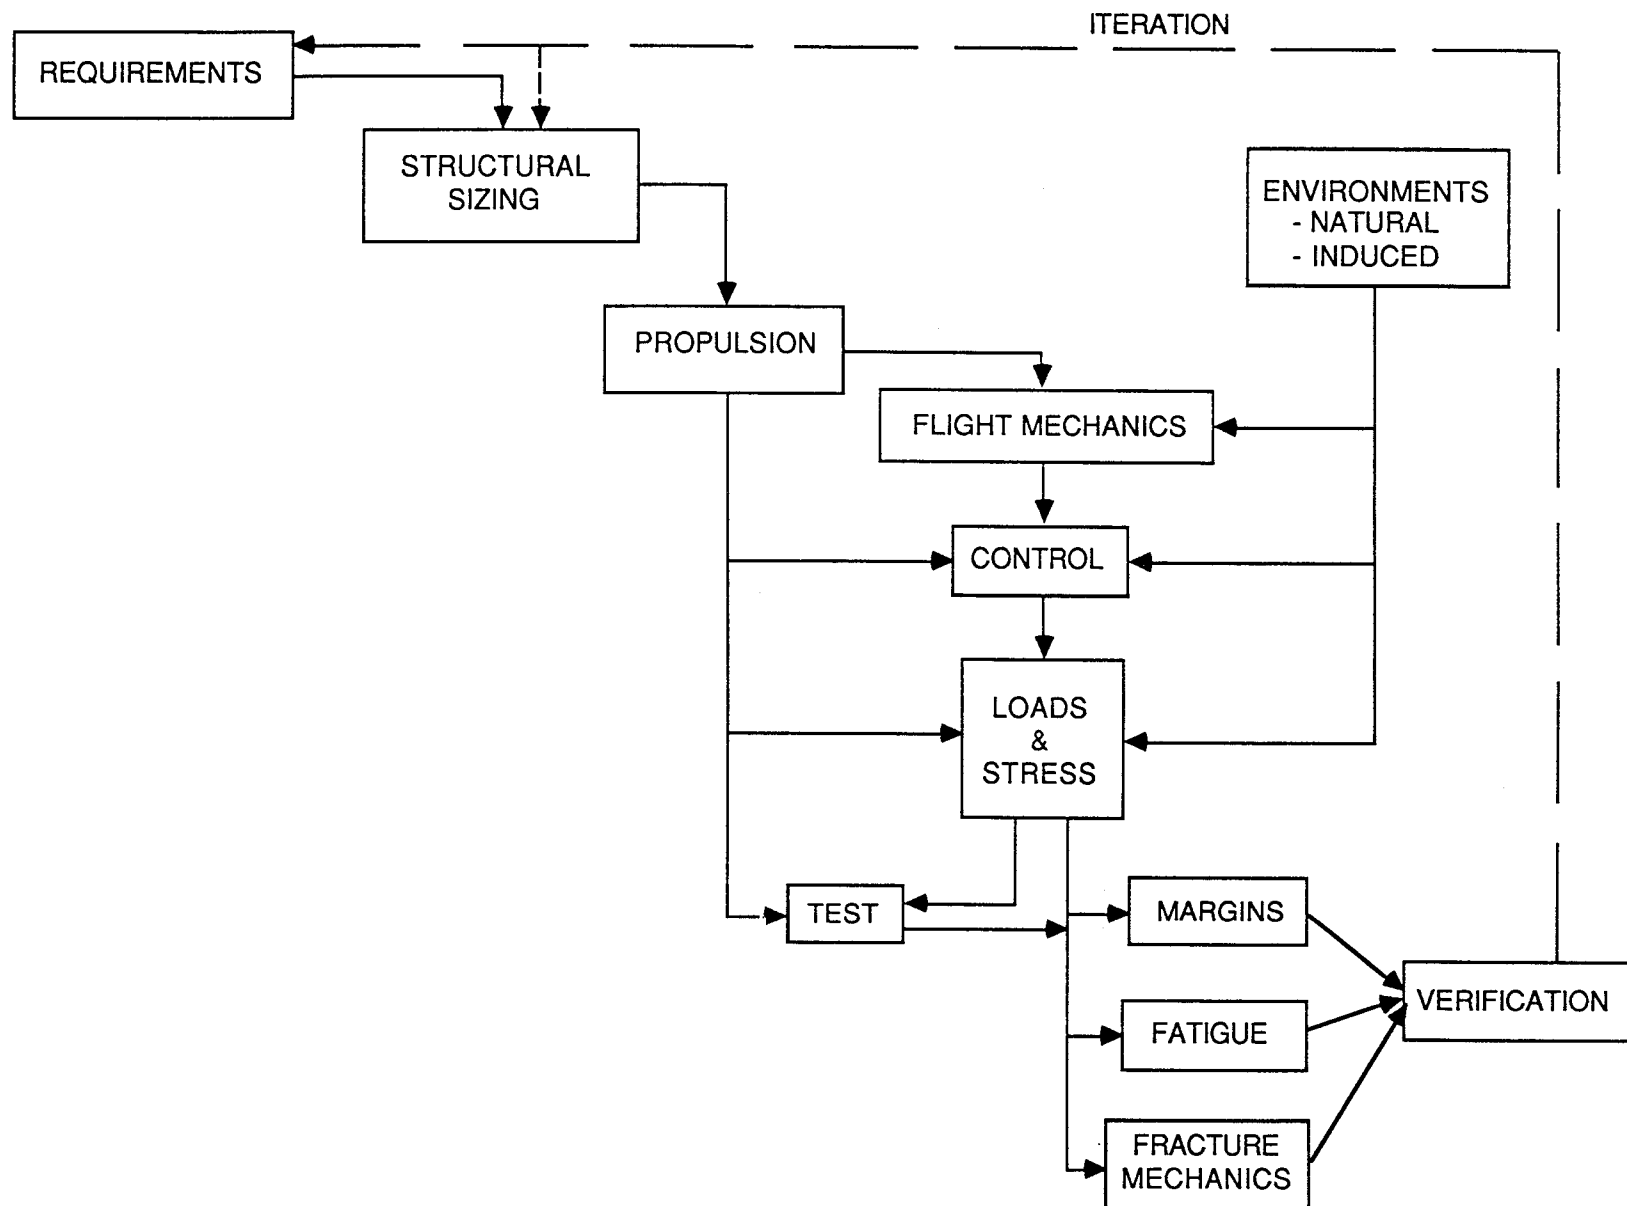 ITERATION
REQUIREMENTS
STRUCTURAL
SIZING
ENVIRONMENTS
- NATURAL
- INDUCED
PROPULSION
FLIGHT MECHANICS
CONTROL
LOADS
&
STRESS
TEST
MARGINS
VERIFICATION
FATIGUE
FRACTURE
MECHANICS